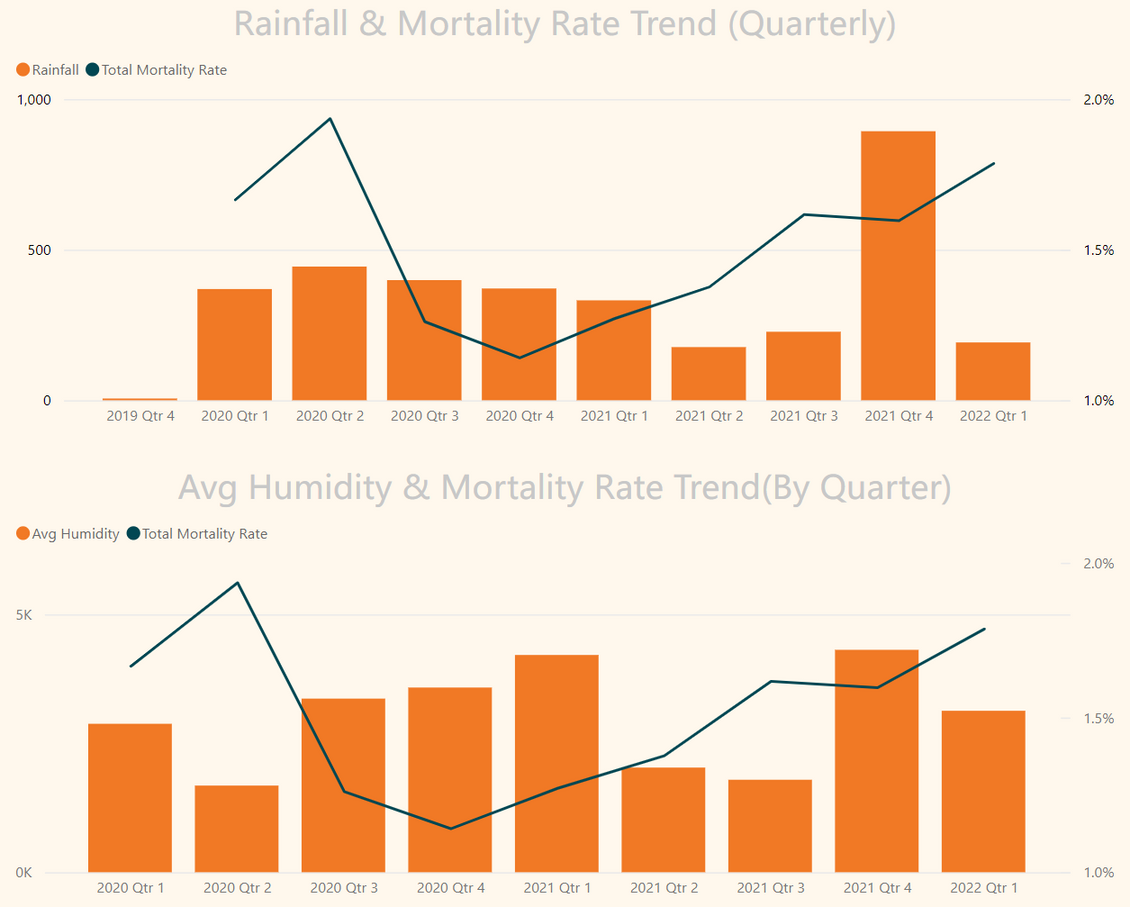 Rainfall & Mortality Rate Trend (Quarterly)
Rainfall Total Mortality Rate
1,000 2.0%
500 1.5%
0 1.0%
2019 Qtr 4 2020 Qtr 1 2020 Qtr 2 2020 Qtr 3 2020 Qtr 4 2021 Qtr 1 2021 Qtr 2 2021 Qtr 3 2021 Qtr 4 2022 Qtr 1
Avg Humidity & Mortality Rate Trend(By Quarter)
Avg Humidity Total Mortality Rate
2.0%
5K
1.5%
0K 1.0%
2020 Qtr 1 2020 Qtr 2 2020 Qtr 3 2020 Qtr 4 2021 Qtr 1 2021 Qtr 2 2021 Qtr 3 2021 Qtr 4 2022 Qtr 1